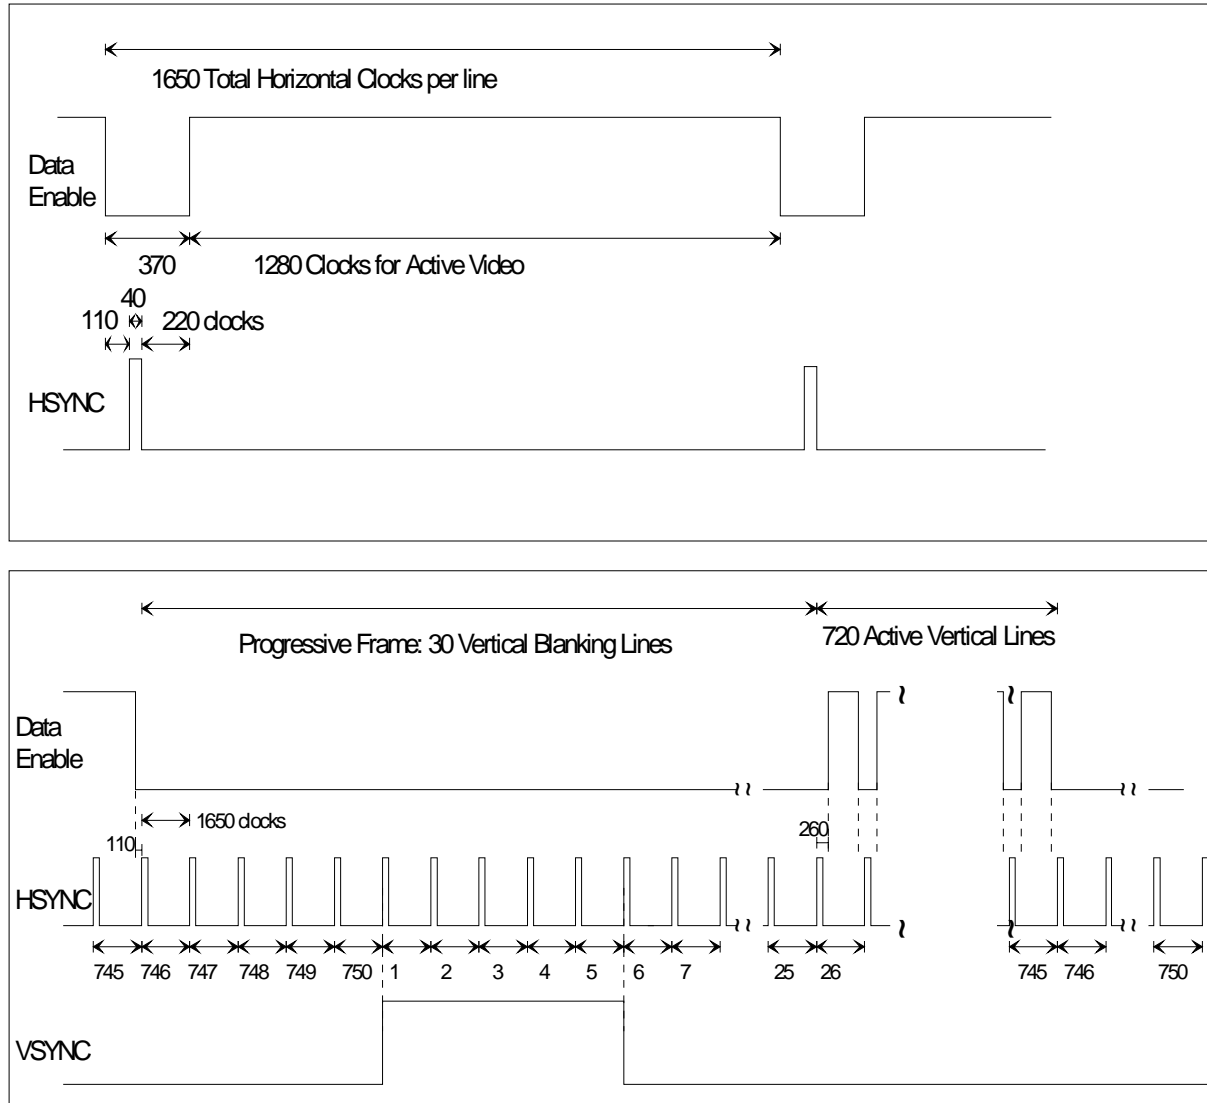 1650 Total Horizontal Clocks per line
Data
Enable
370
1280 Clocks for Active Video
40
110
220 clocks
HSYNC
Progressive Frame: 30 Vertical Blanking Lines
720 Active Vertical Lines
Data
Enable
1650 clocks
110
260
HSYNC
745 746 747 748 749 750 1 2 3 4 5 6 7 25 26 745 746 750
VSYNC